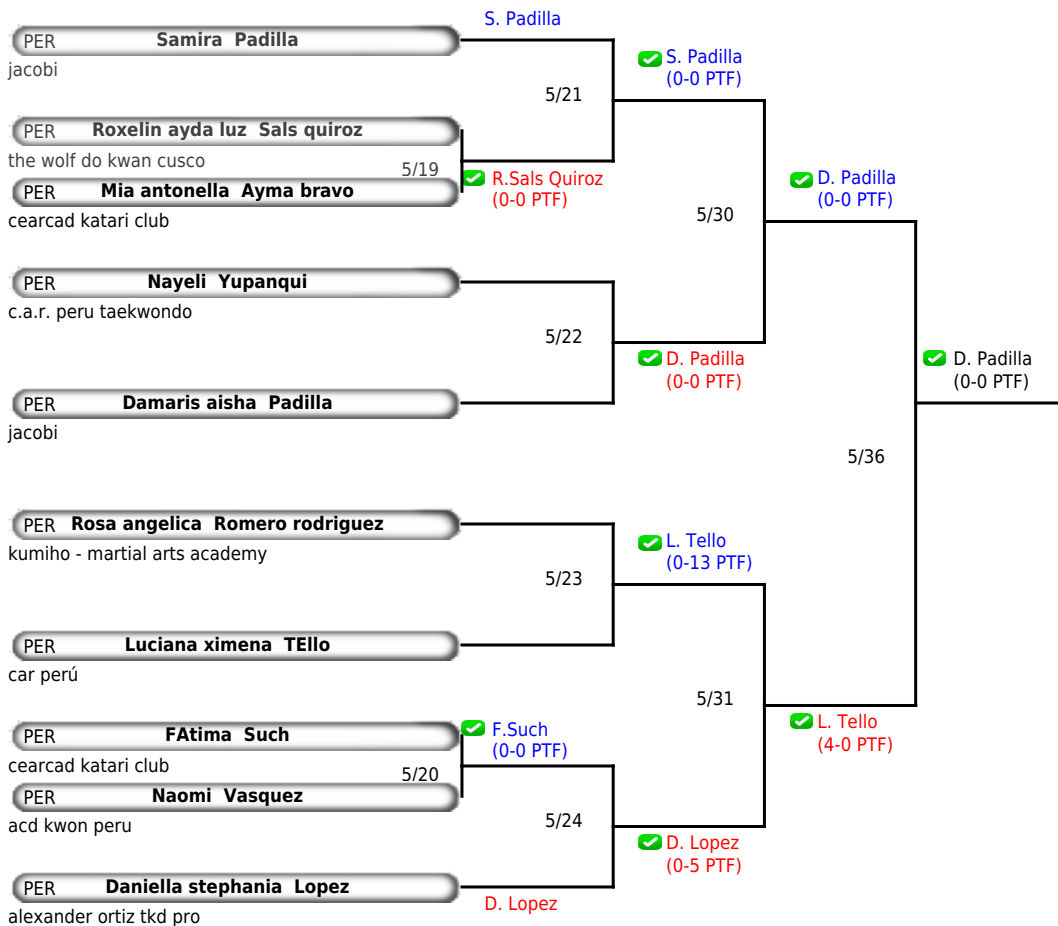 S. Padilla
PER Samira Padilla
jacobi
S. Padilla
(0-0 PTF)
5/21
PER Roxelin ayda luz Sals quiroz
the wolf do kwan cusco
5/19
R.Sals Quiroz
(0-0 PTF)
PER Mia antonella Ayma bravo
cearcad katari club
D. Padilla
(0-0 PTF)
5/30
PER Nayeli Yupanqui
c.a.r. peru taekwondo
5/22
D. Padilla
(0-0 PTF)
D. Padilla
(0-0 PTF)
PER Damaris aisha Padilla
jacobi
5/36
PER Rosa angelica Romero rodriguez
kumiho - martial arts academy
L. Tello
(0-13 PTF)
5/23
PER Luciana ximena TEllo
car perú
5/31
L. Tello
(4-0 PTF)
PER FAtima Such
cearcad katari club
F.Such
(0-0 PTF)
5/20
PER Naomi Vasquez
acd kwon peru
5/24
D. Lopez
(0-5 PTF)
PER Daniella stephania Lopez
alexander ortiz tkd pro
D. Lopez